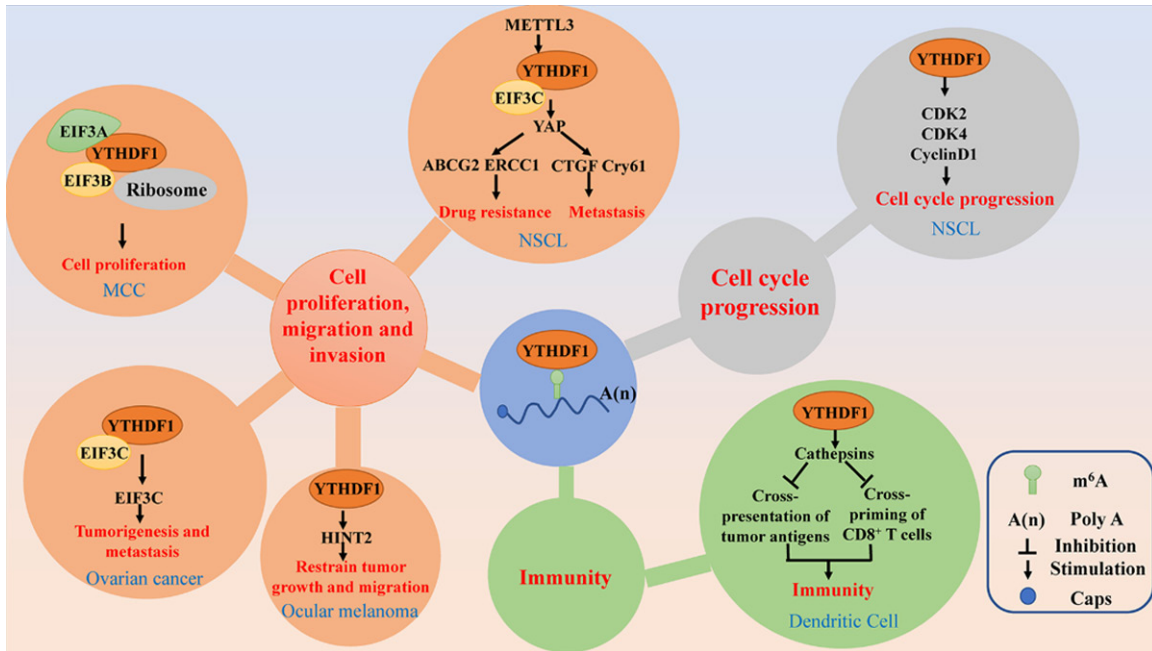 METTL3
YTHDF1
EIF3C
YAP
ABCG2 ERCC1 CTGF Cry61
Drug resistance Metastasis
NSCL
YTHDF1
CDK2
CDK4
CyclinD1
Cell cycle progression
NSCL
EIF3A
YTHDF1
EIF3B
Ribosome
Cell proliferation
MCC
Cell
proliferation,
migration and
invasion
Cell cycle
progression
YTHDF1
A(n)
YTHDF1
EIF3C
EIF3C
Tumorigenesis and
metastasis
Ovarian cancer
YTHDF1
HINT2
Restrain tumor
growth and migration
Ocular melanoma
Immunity
YTHDF1
Cathepsins
Cross-
presentation of
tumor antigens
Cross-
priming of
CD8⁺ T cells
Immunity
Dendritic Cell
m⁶A
A(n) Poly A
Inhibition
Stimulation
Caps